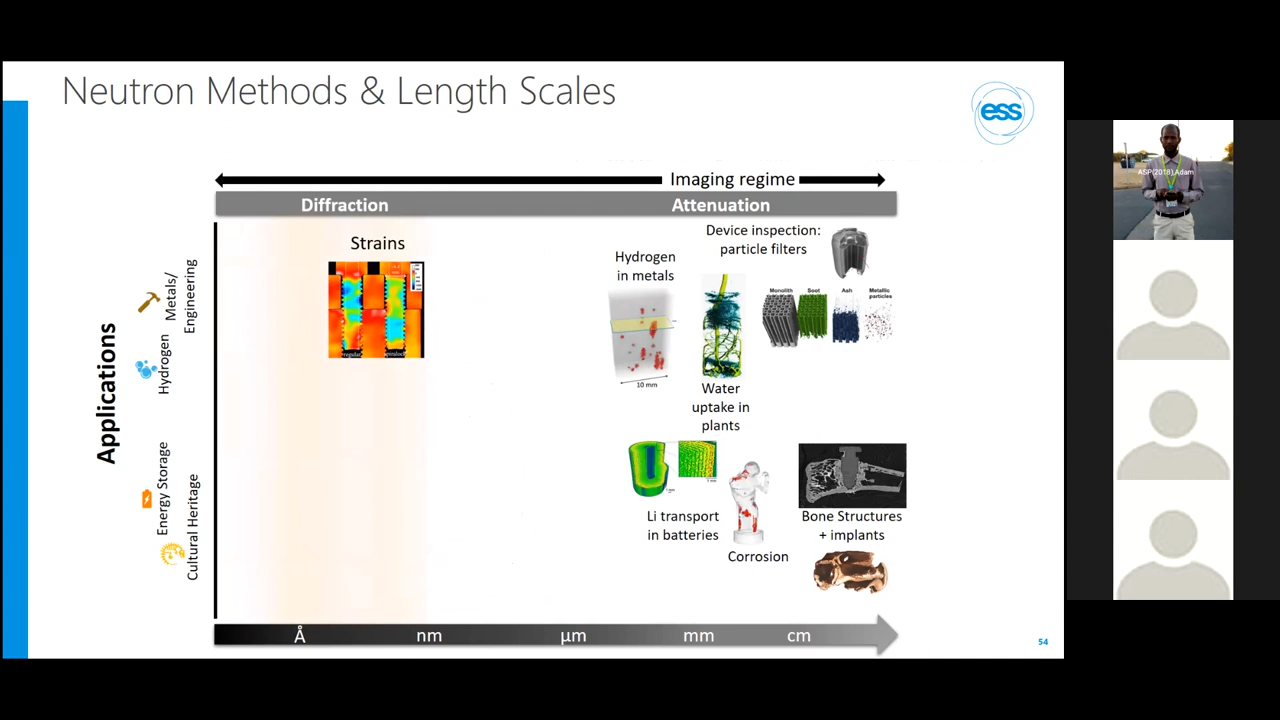 Neutron Methods & Length Scales
ess
Imaging regime
Diffraction
Attenuation
Strains
Device inspection:
particle filters
Hydrogen
in metals
Monolith
Soot
Ash
Metallic
particles
10 mm
Water
uptake in
plants
Li transport
in batteries
Corrosion
Bone Structures
+ implants
Applications
Metals/
Engineering
Hydrogen
Energy Storage
Cultural Heritage
Å
nm
µm
mm
cm
54
ASP(2018) Adam
regular